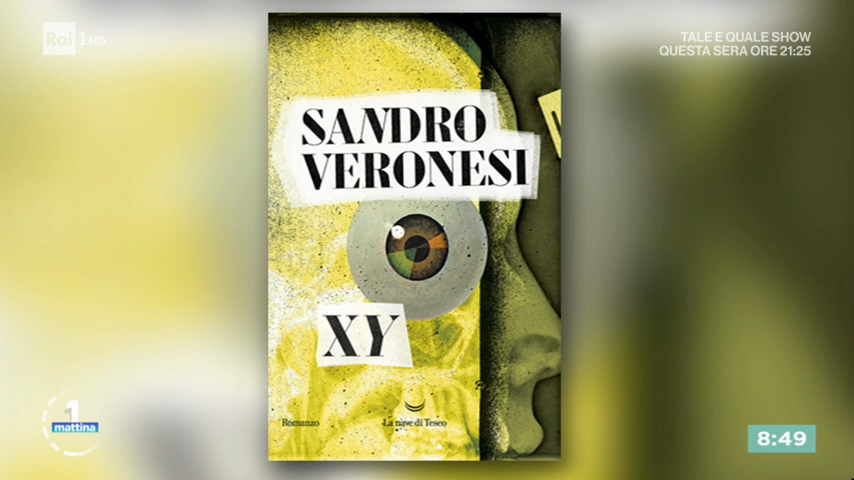 Rai 1 HD
TALE E QUALE SHOW
QUESTA SERA ORE 21:25
SANDRO
VERONESI
XY
Romanzo
La nave di Teseo
1
mattina
8:49